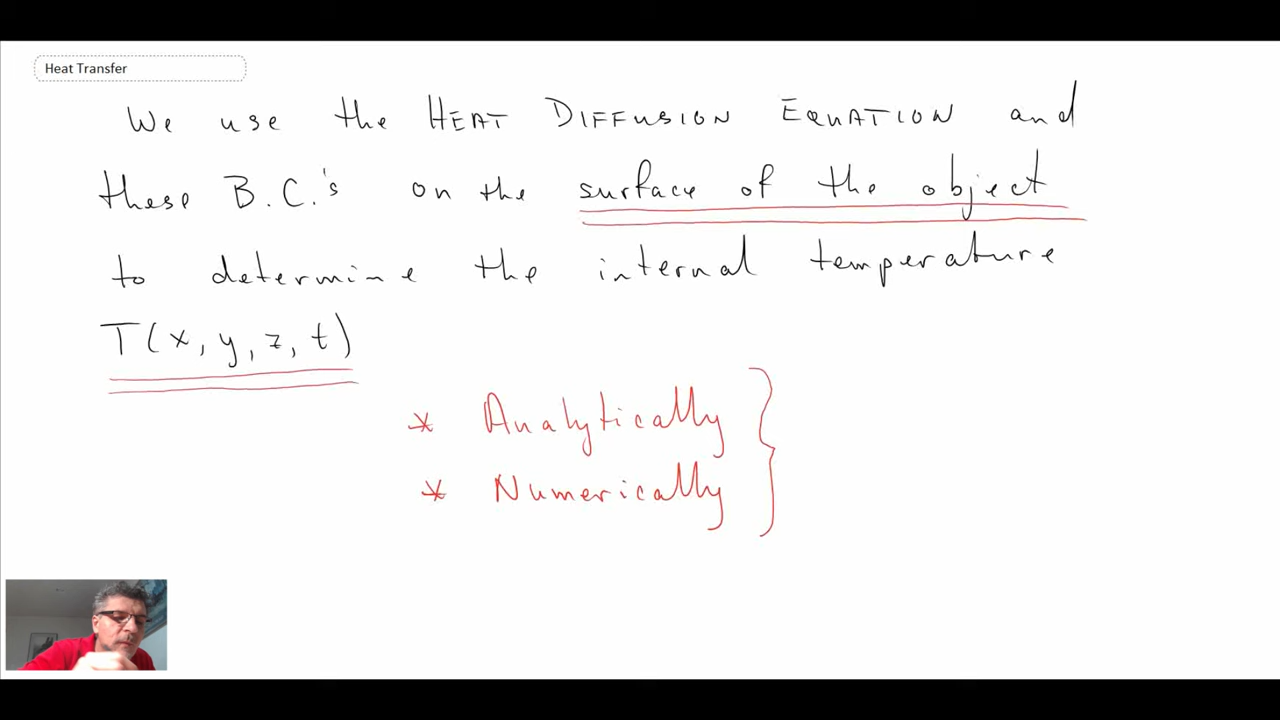 Heat Transfer
We use the HEAT DIFFUSION EQUATION and
these B.C.'s on the surface of the object
to determine the internal temperature
T(x, y, z, t)
* Analytically
* Numerically